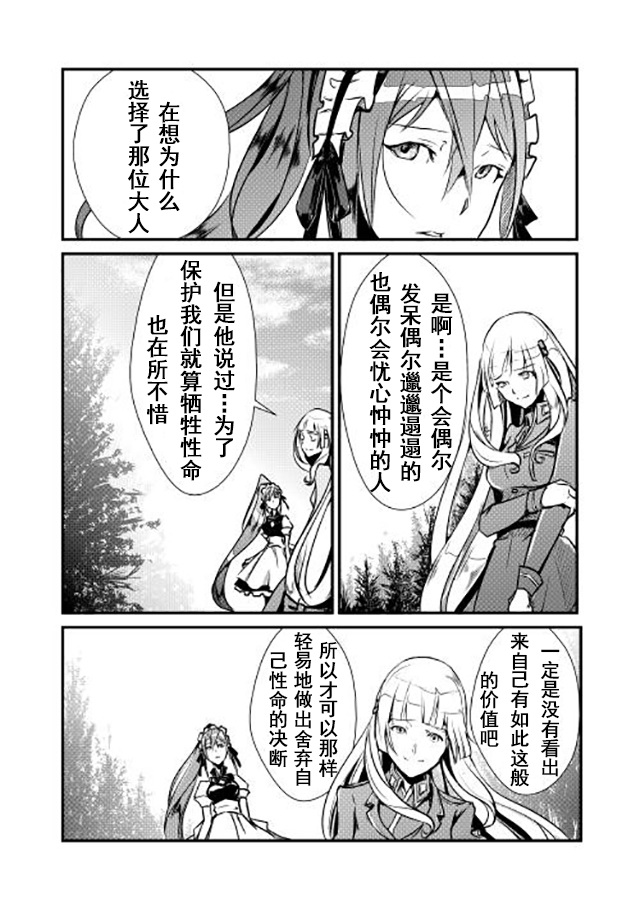 在想为什么
选择了那位大人
是啊…是个会偶尔
发呆偶尔邋邋遢遢的
也偶尔会忧心忡忡的人
但是他说过…为了
保护我们就算牺牲性命
也在所不惜
一定是没有看出
来自己有如此这般
的价值吧
所以才可以那样
轻易地做出舍弃自
己性命的决断